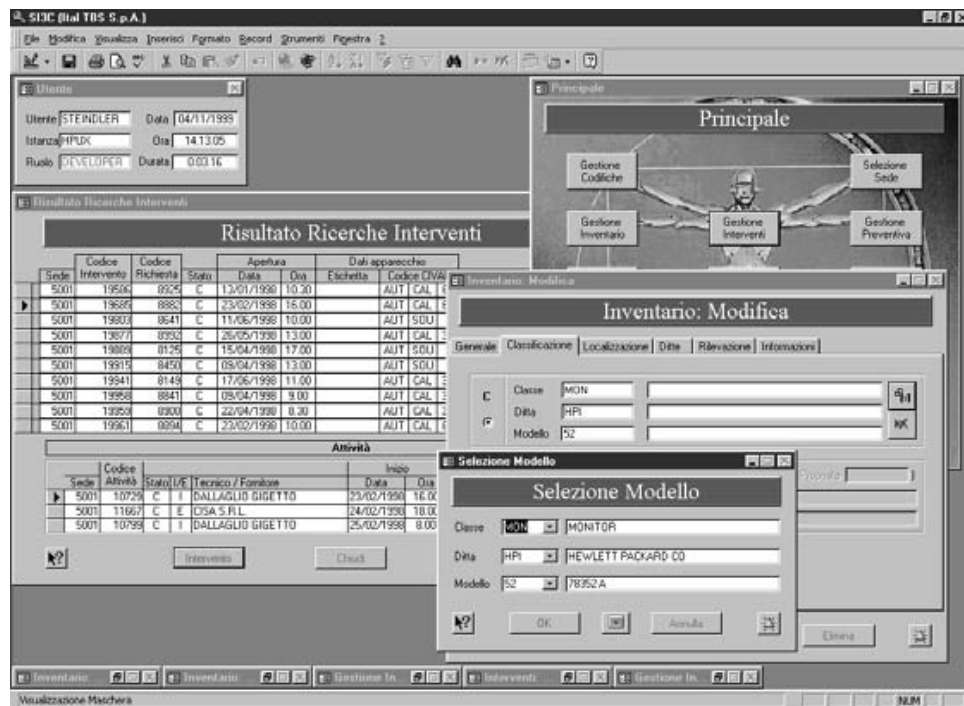 SI3C (Ital TBS S.p.A.)
File Modifica Visualizza Inserisci Formato Record Strumenti Finestra ?
Utente
Utente STEINDLER Data 04/11/1999
Istanza HPUX Ora 14.13.05
Ruolo DEVELOPER Durata 0.03.16
Principale
Principale
Gestione Codifiche
Selezione Sede
Gestione Inventario
Gestione Interventi
Gestione Preventiva
Risultato Ricerche Interventi
Risultato Ricerche Interventi
Codice Codice Apertura Dati apparecchio
Sede Intervento Richiesta Stato Data Ora Etichetta Codice CIVA
5001 19506 8925 C 13/01/1998 10.30 AUT CAL
5001 19685 8882 C 23/02/1998 16.00 AUT CAL
5001 19803 8641 C 11/06/1998 10.00 AUT SDU
5001 19877 8992 C 26/05/1998 13.00 AUT CAL
5001 19889 8125 C 15/04/1998 17.00 AUT SDU
5001 19915 8450 C 09/04/1998 13.00 AUT SDU
5001 19941 8149 C 17/06/1998 11.00 AUT CAL
5001 19958 8841 C 09/04/1998 9.00 AUT CAL
5001 19959 8900 C 22/04/1998 8.30 AUT CAL
5001 19961 8894 C 23/02/1998 10.00 AUT CAL
Attività
Codice Inizio
Sede Attività Stato I/E Tecnico / Fornitore Data Ora
5001 10729 C I DALLAGLIO GIGETTO 23/02/1998 16.00
5001 11667 C E CISA S.R.L. 24/02/1998 18.00
5001 10799 C I DALLAGLIO GIGETTO 25/02/1998 8.00
Intervento Chiudi
Inventario: Modifica
Inventario: Modifica
Generale Classificazione Localizzazione Ditte Rilevazione Informazioni
Classe MON
Ditta HPI
Modello 52
Proposta
Selezione Modello
Selezione Modello
Classe MON MONITOR
Ditta HPI HEWLETT PACKARD CO
Modello 52 78352A
OK Annulla
Elimina
Inventario Inventario Gestione In Interventi Gestione In
Visualizzazione Maschera NUM